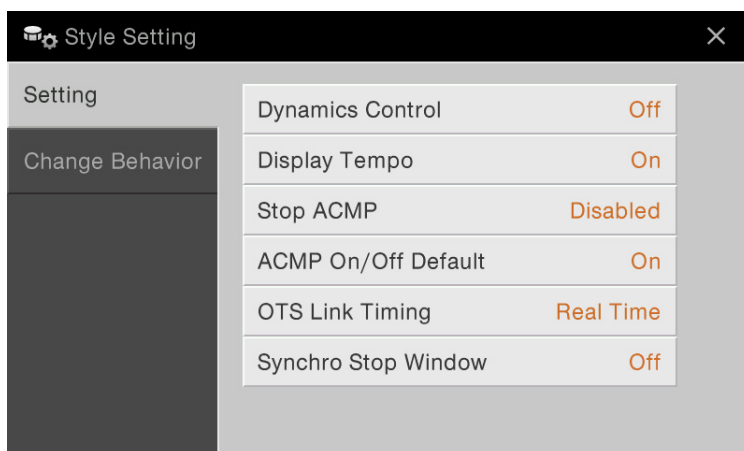 Style Setting
Setting
Change Behavior
Dynamics Control Off
Display Tempo On
Stop ACMP Disabled
ACMP On/Off Default On
OTS Link Timing Real Time
Synchro Stop Window Off